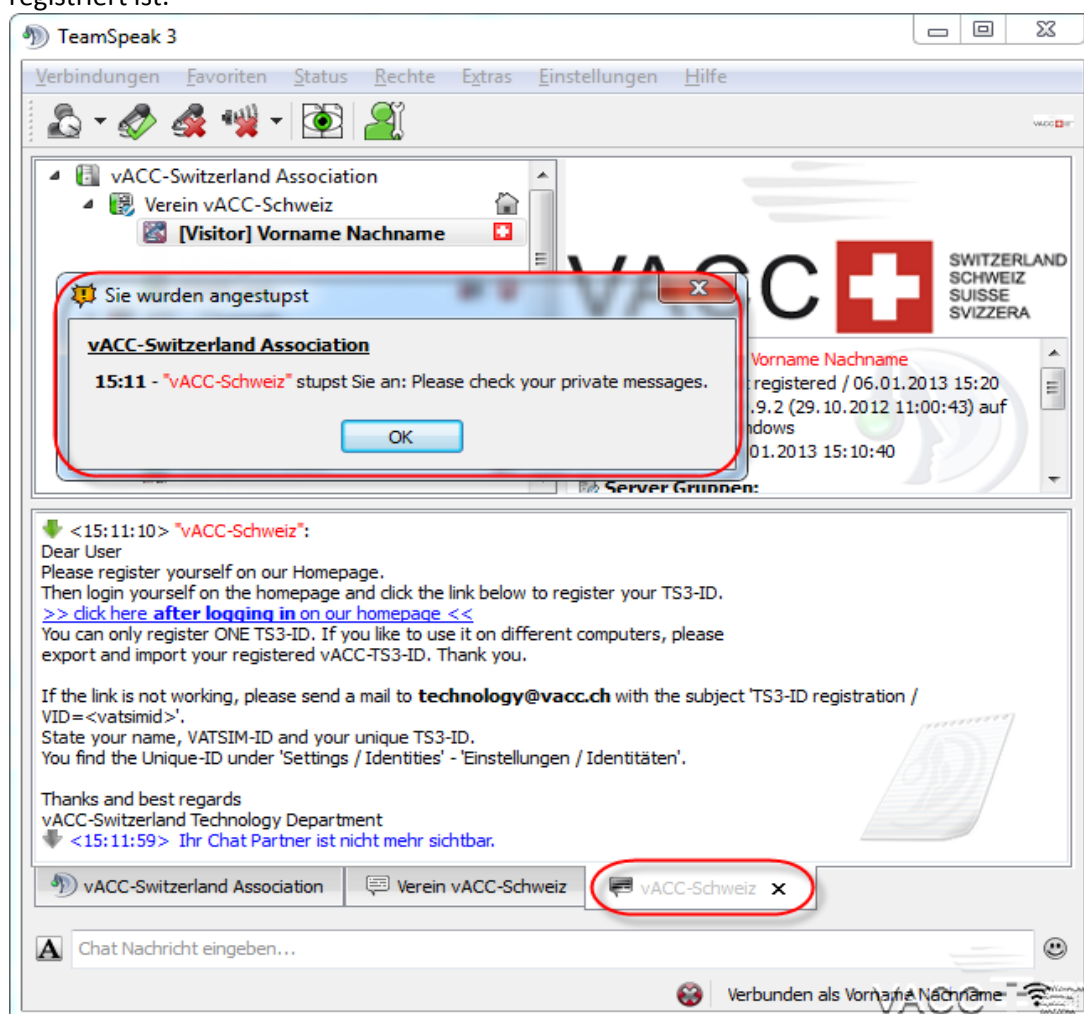 registriert ist.
TeamSpeak 3
Verbindungen Favoriten Status Rechte Extras Einstellungen Hilfe
VACC
vACC-Switzerland Association
Verein vACC-Schweiz
[Visitor] Vorname Nachname
VACC
SWITZERLAND
SCHWEIZ
SUISSE
SVIZZERA
Sie wurden angestupst
vACC-Switzerland Association
15:11 - "vACC-Schweiz" stupst Sie an: Please check your private messages.
OK
Vorname Nachname
registered / 06.01.2013 15:20
.9.2 (29.10.2012 11:00:43) auf
ndows
01.2013 15:10:40
Server Gruppen:
<15:11:10> "vACC-Schweiz":
Dear User
Please register yourself on our Homepage.
Then login yourself on the homepage and click the link below to register your TS3-ID.
>> click here after logging in on our homepage <<
You can only register ONE TS3-ID. If you like to use it on different computers, please
export and import your registered vACC-TS3-ID. Thank you.
If the link is not working, please send a mail to technology@vacc.ch with the subject 'TS3-ID registration /
VID=<vatsimid>'.
State your name, VATSIM-ID and your unique TS3-ID.
You find the Unique-ID under 'Settings / Identities' - 'Einstellungen / Identitäten'.
Thanks and best regards
vACC-Switzerland Technology Department
<15:11:59> Ihr Chat Partner ist nicht mehr sichtbar.
vACC-Switzerland Association Verein vACC-Schweiz vACC-Schweiz
A Chat Nachricht eingeben...
Verbunden als Vorname Nachname
VACC